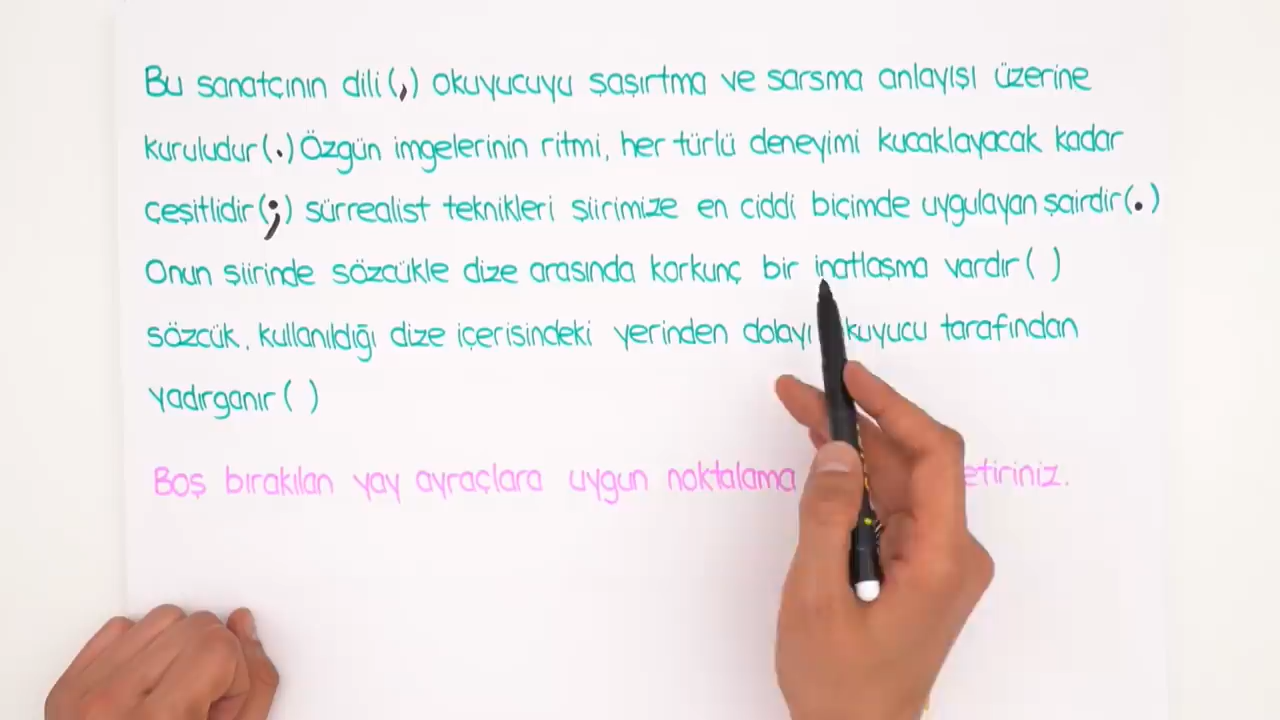 Bu sanatçının dili(,) okuyucuyu şaşırtma ve sarsma anlayışı üzerine
kuruludur(.) Özgün imgelerinin ritmi, her türlü deneyimi kucaklayacak kadar
çeşitlidir(;) sürrealist teknikleri şiirimize en ciddi biçimde uygulayan şairdir(.)
Onun şiirinde sözcükle dize arasında korkunç bir inatlaşma vardır ( )
sözcük, kullanıldığı dize içerisindeki yerinden dolayı kuyucu tarafından
yadırganır ( )
Boş bırakılan yay ayraçlara uygun noktalama etiriniz.